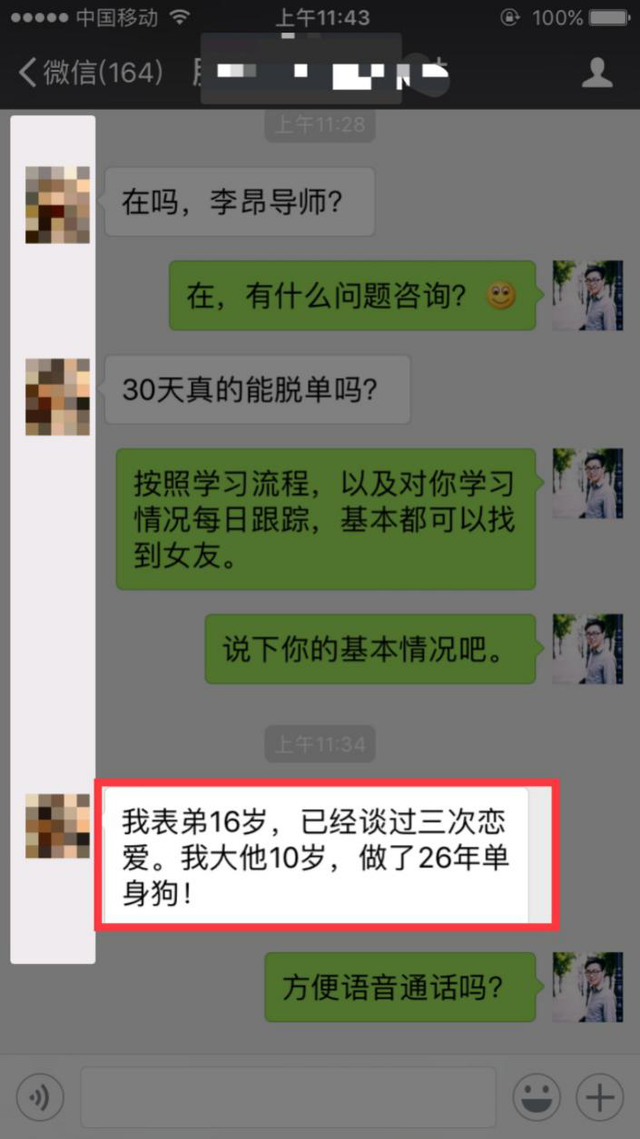 中国移动 上午11:43 100%
微信(164)
上午11:28
在吗，李昂导师？
在，有什么问题咨询？
30天真的能脱单吗？
按照学习流程，以及对你学习
情况每日跟踪，基本都可以找
到女友。
说下你的基本情况吧。
上午11:34
我表弟16岁，已经谈过三次恋
爱。我大他10岁，做了26年单
身狗！
方便语音通话吗？